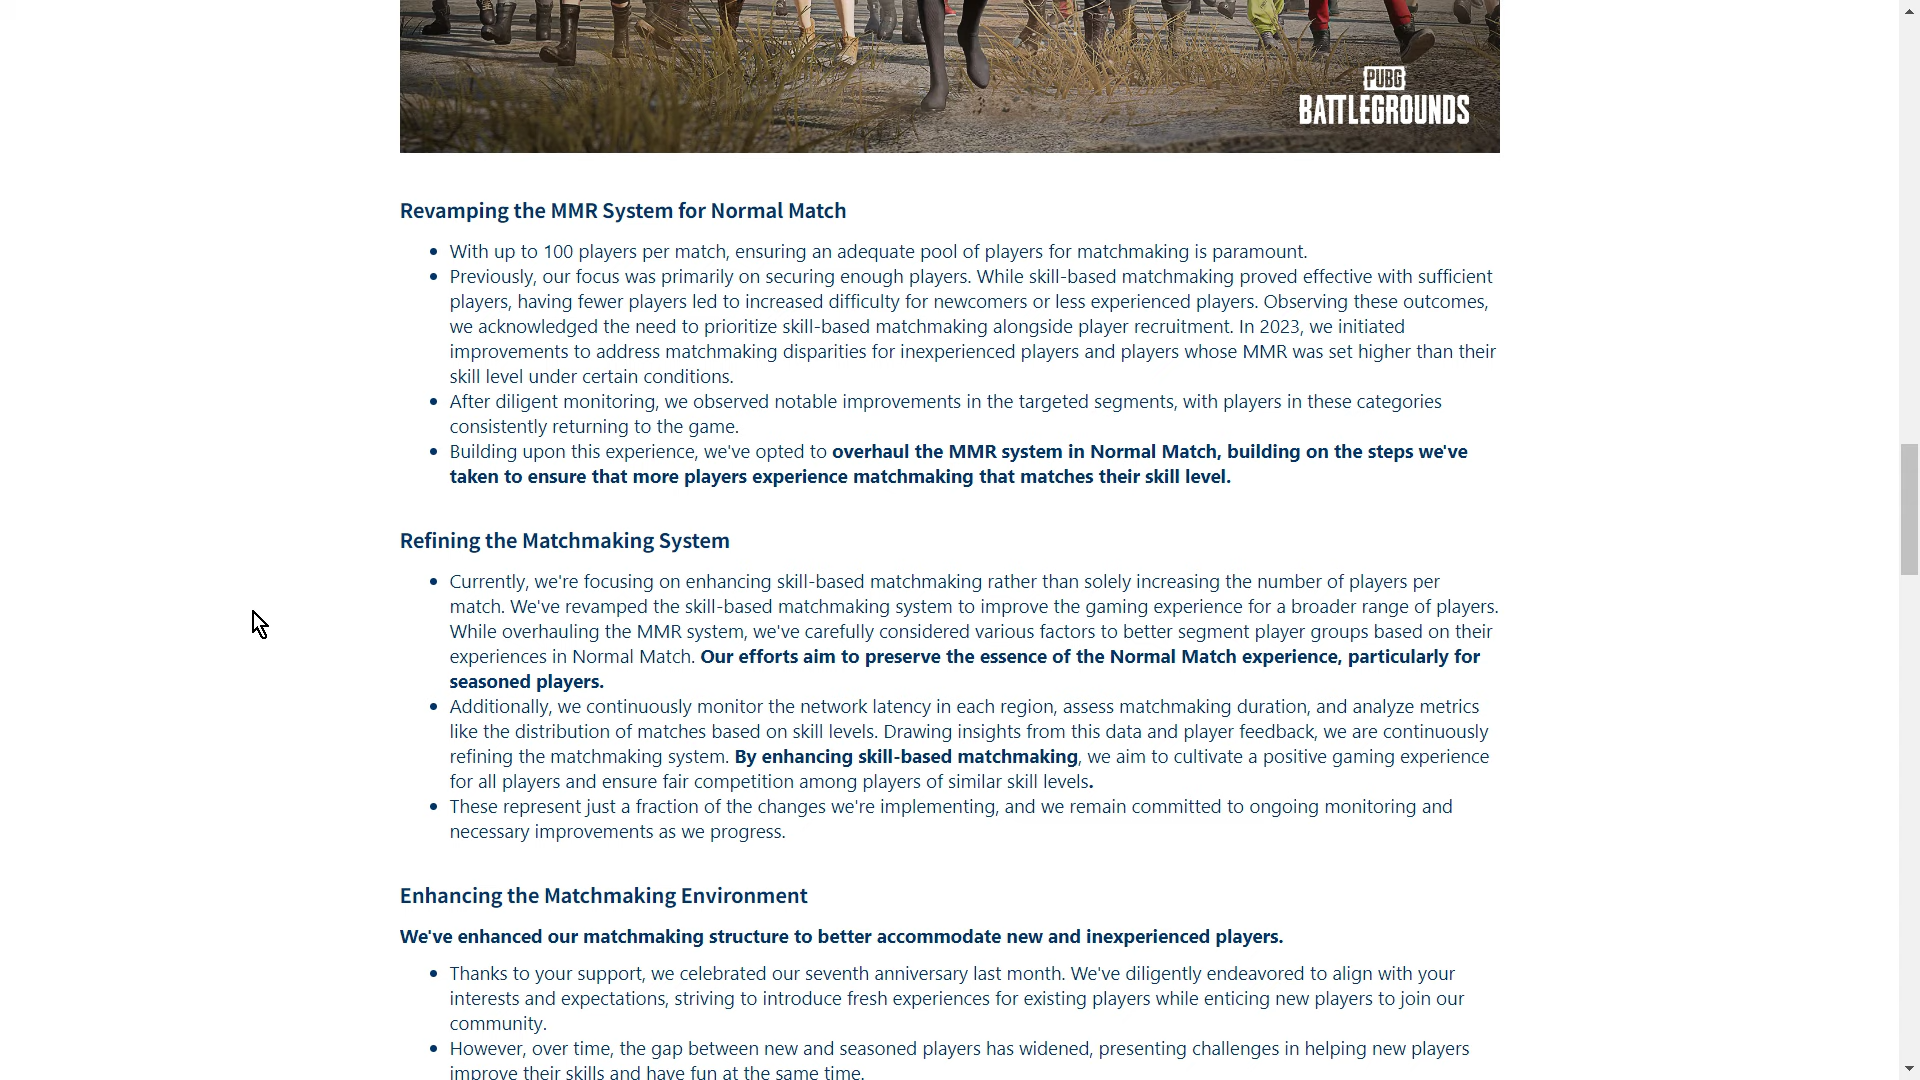 PUBG
BATTLEGROUNDS
Revamping the MMR System for Normal Match
• With up to 100 players per match, ensuring an adequate pool of players for matchmaking is paramount.
• Previously, our focus was primarily on securing enough players. While skill-based matchmaking proved effective with sufficient
players, having fewer players led to increased difficulty for newcomers or less experienced players. Observing these outcomes,
we acknowledged the need to prioritize skill-based matchmaking alongside player recruitment. In 2023, we initiated
improvements to address matchmaking disparities for inexperienced players and players whose MMR was set higher than their
skill level under certain conditions.
• After diligent monitoring, we observed notable improvements in the targeted segments, with players in these categories
consistently returning to the game.
• Building upon this experience, we've opted to overhaul the MMR system in Normal Match, building on the steps we've
taken to ensure that more players experience matchmaking that matches their skill level.
Refining the Matchmaking System
• Currently, we're focusing on enhancing skill-based matchmaking rather than solely increasing the number of players per
match. We've revamped the skill-based matchmaking system to improve the gaming experience for a broader range of players.
While overhauling the MMR system, we've carefully considered various factors to better segment player groups based on their
experiences in Normal Match. Our efforts aim to preserve the essence of the Normal Match experience, particularly for
seasoned players.
• Additionally, we continuously monitor the network latency in each region, assess matchmaking duration, and analyze metrics
like the distribution of matches based on skill levels. Drawing insights from this data and player feedback, we are continuously
refining the matchmaking system. By enhancing skill-based matchmaking, we aim to cultivate a positive gaming experience
for all players and ensure fair competition among players of similar skill levels.
• These represent just a fraction of the changes we're implementing, and we remain committed to ongoing monitoring and
necessary improvements as we progress.
Enhancing the Matchmaking Environment
We've enhanced our matchmaking structure to better accommodate new and inexperienced players.
• Thanks to your support, we celebrated our seventh anniversary last month. We've diligently endeavored to align with your
interests and expectations, striving to introduce fresh experiences for existing players while enticing new players to join our
community.
• However, over time, the gap between new and seasoned players has widened, presenting challenges in helping new players
improve their skills and have fun at the same time.